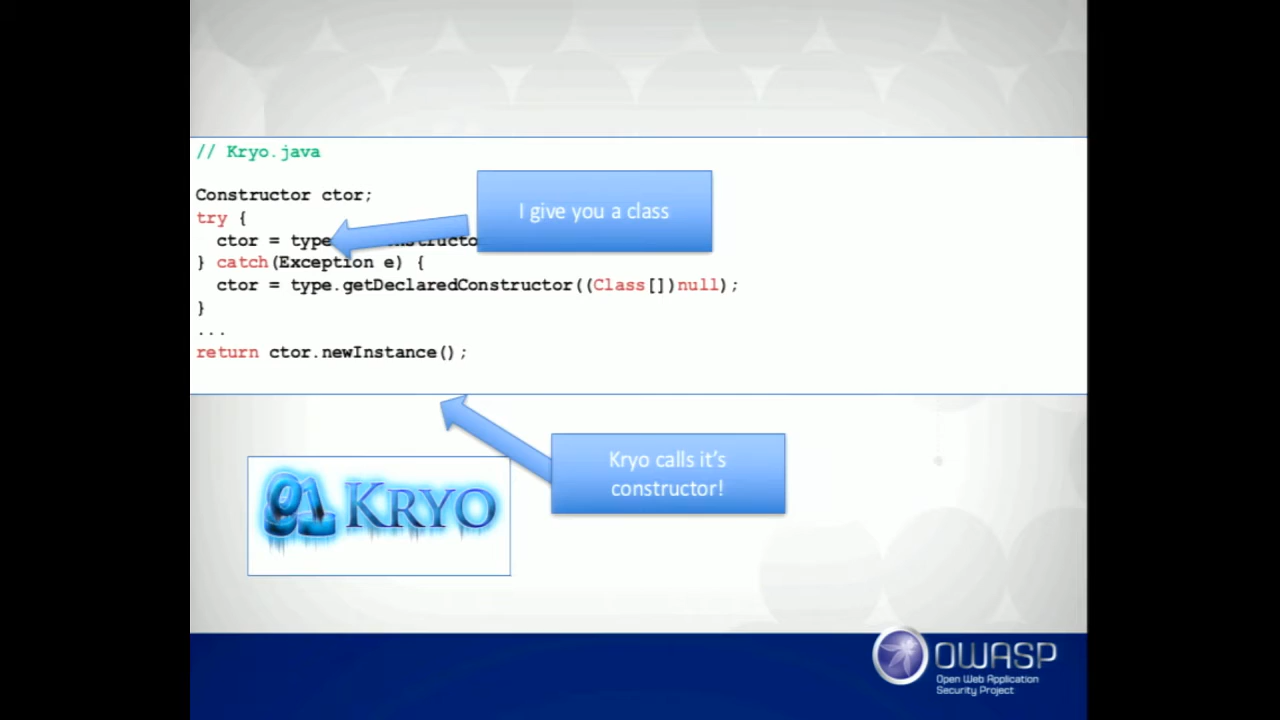 // Kryo.java
Constructor ctor;
try {
ctor = type
} catch(Exception e) {
ctor = type.getDeclaredConstructor((Class[])null);
}
...
return ctor.newInstance();
I give you a class
Kryo calls it's
constructor!
KRYO
OWASP
Open Web Application
Security Project